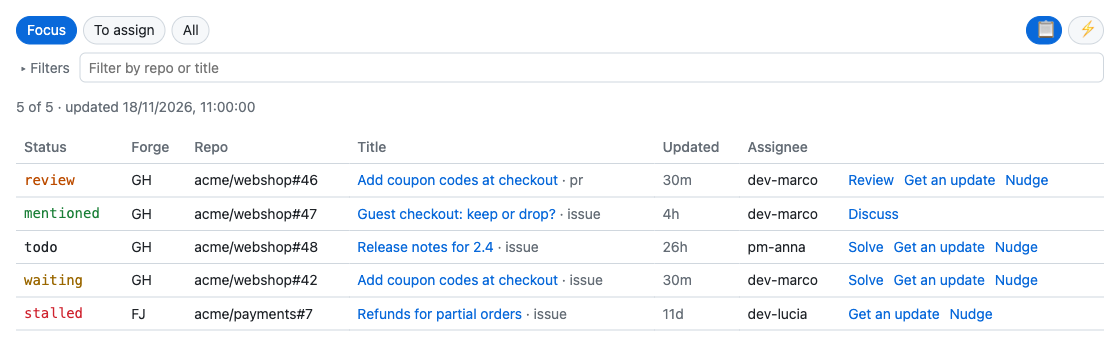 Focus To assign All
▸ Filters Filter by repo or title
5 of 5 · updated 18/11/2026, 11:00:00
Status Forge Repo Title Updated Assignee
review GH acme/webshop#46 Add coupon codes at checkout · pr 30m dev-marco Review Get an update Nudge
mentioned GH acme/webshop#47 Guest checkout: keep or drop? · issue 4h dev-marco Discuss
todo GH acme/webshop#48 Release notes for 2.4 · issue 26h pm-anna Solve Get an update Nudge
waiting GH acme/webshop#42 Add coupon codes at checkout · issue 30m dev-marco Solve Get an update Nudge
stalled FJ acme/payments#7 Refunds for partial orders · issue 11d dev-lucia Get an update Nudge